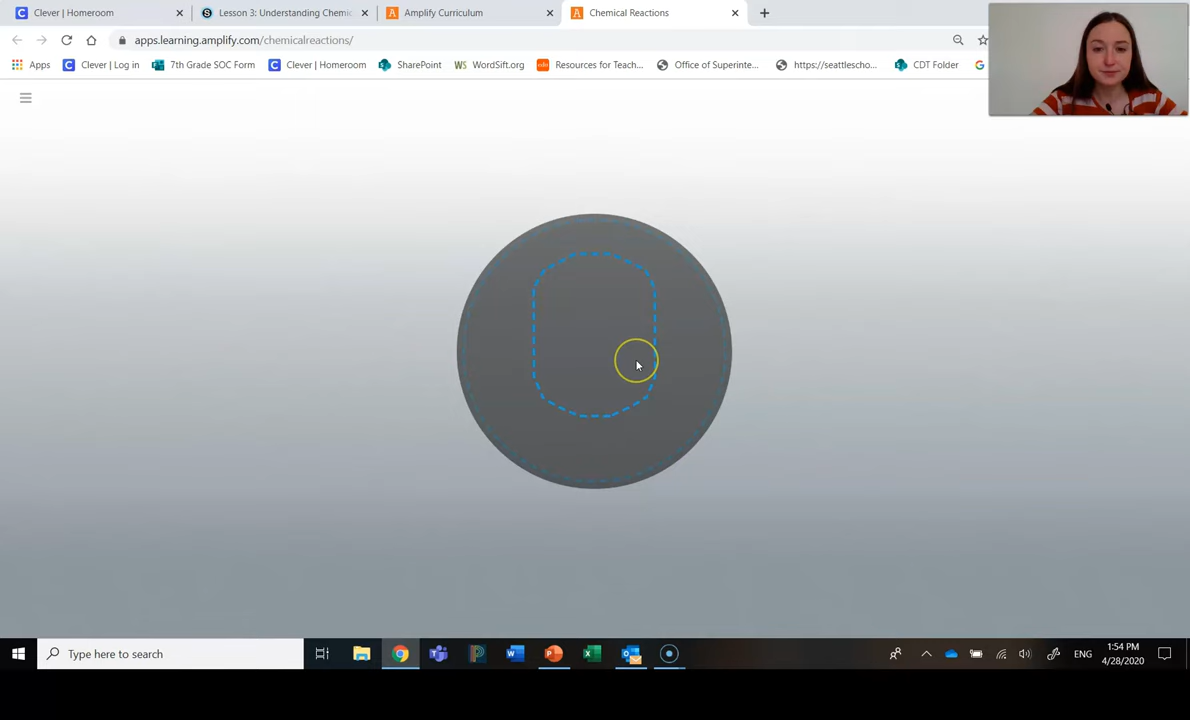 Clever | Homeroom
Lesson 3: Understanding Chemic
Amplify Curriculum
Chemical Reactions
apps.learning.amplify.com/chemicalreactions/
Apps
Clever | Log in
7th Grade SOC Form
Clever | Homeroom
SharePoint
WordSift.org
Resources for Teach...
Office of Superinte...
https://seattlescho...
CDT Folder
Type here to search
ENG
1:54 PM
4/28/2020